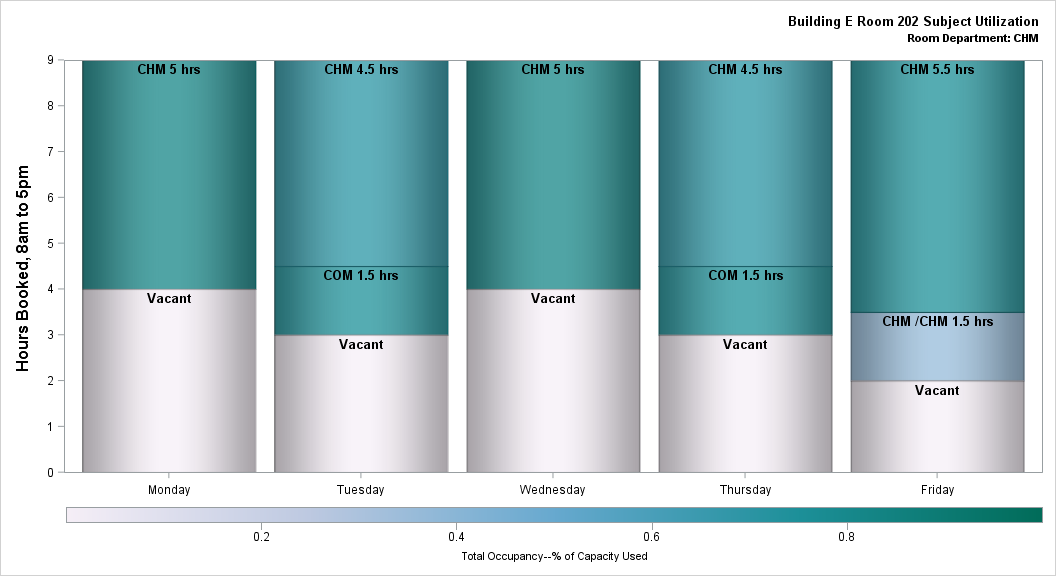 Building E Room 202 Subject Utilization
Room Department: CHM
Hours Booked, 8am to 5pm
9
8
7
6
5
4
3
2
1
0
CHM 5 hrs
Vacant
CHM 4.5 hrs
COM 1.5 hrs
Vacant
CHM 5 hrs
Vacant
CHM 4.5 hrs
COM 1.5 hrs
Vacant
CHM 5.5 hrs
CHM /CHM 1.5 hrs
Vacant
Monday Tuesday Wednesday Thursday Friday
0.2 0.4 0.6 0.8
Total Occupancy--% of Capacity Used